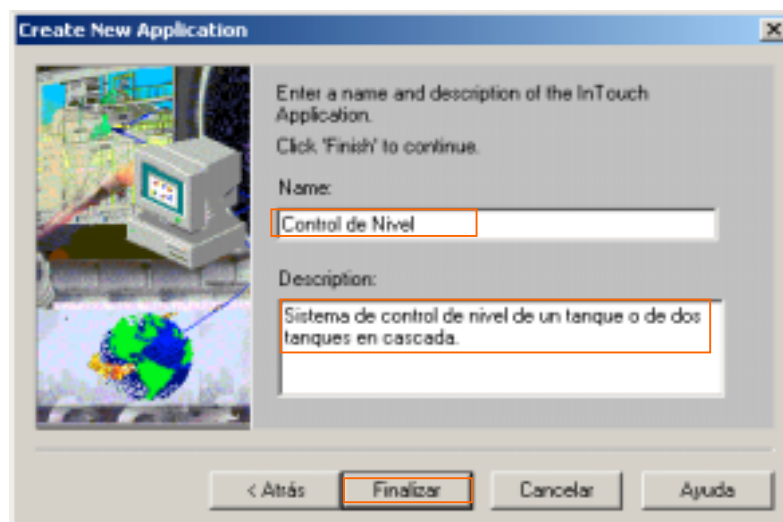 Create New Application
Enter a name and description of the InTouch
Application.
Click 'Finish' to continue.
Name:
Control de Nivel
Description:
Sistema de control de nivel de un tanque o de dos
tanques en cascada.
< Atrás
Finalizar
Cancelar
Ayuda